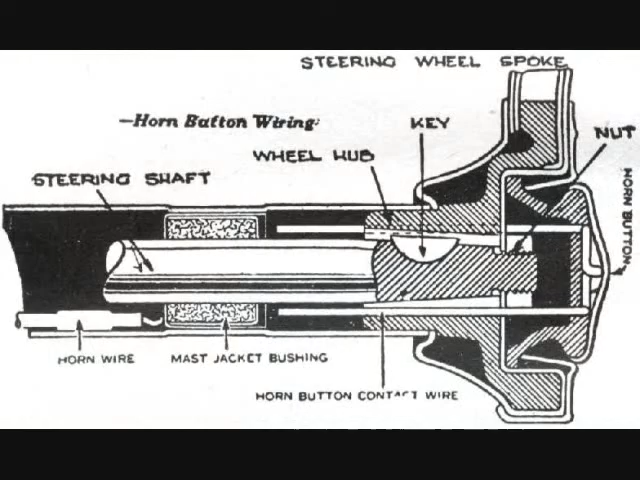 STEERING WHEEL SPOKE
—Horn Button Wiring
KEY
NUT
WHEEL HUB
STEERING SHAFT
HORN BUTTON
HORN WIRE
MAST JACKET BUSHING
HORN BUTTON CONTACT WIRE